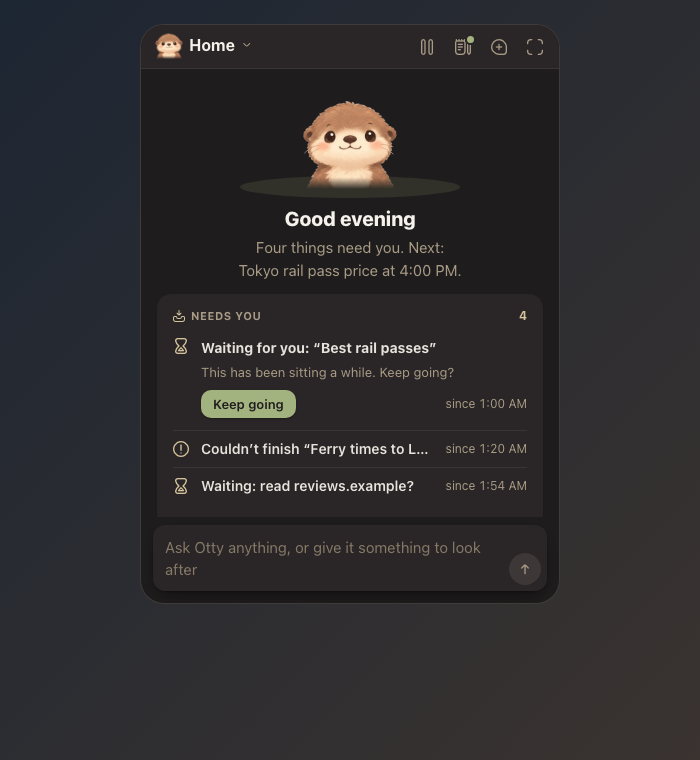 Home
Good evening
Four things need you. Next:
Tokyo rail pass price at 4:00 PM.
NEEDS YOU 4
Waiting for you: “Best rail passes”
This has been sitting a while. Keep going?
Keep going since 1:00 AM
Couldn’t finish “Ferry times to L... since 1:20 AM
Waiting: read reviews.example? since 1:54 AM
Ask Otty anything, or give it something to look
after